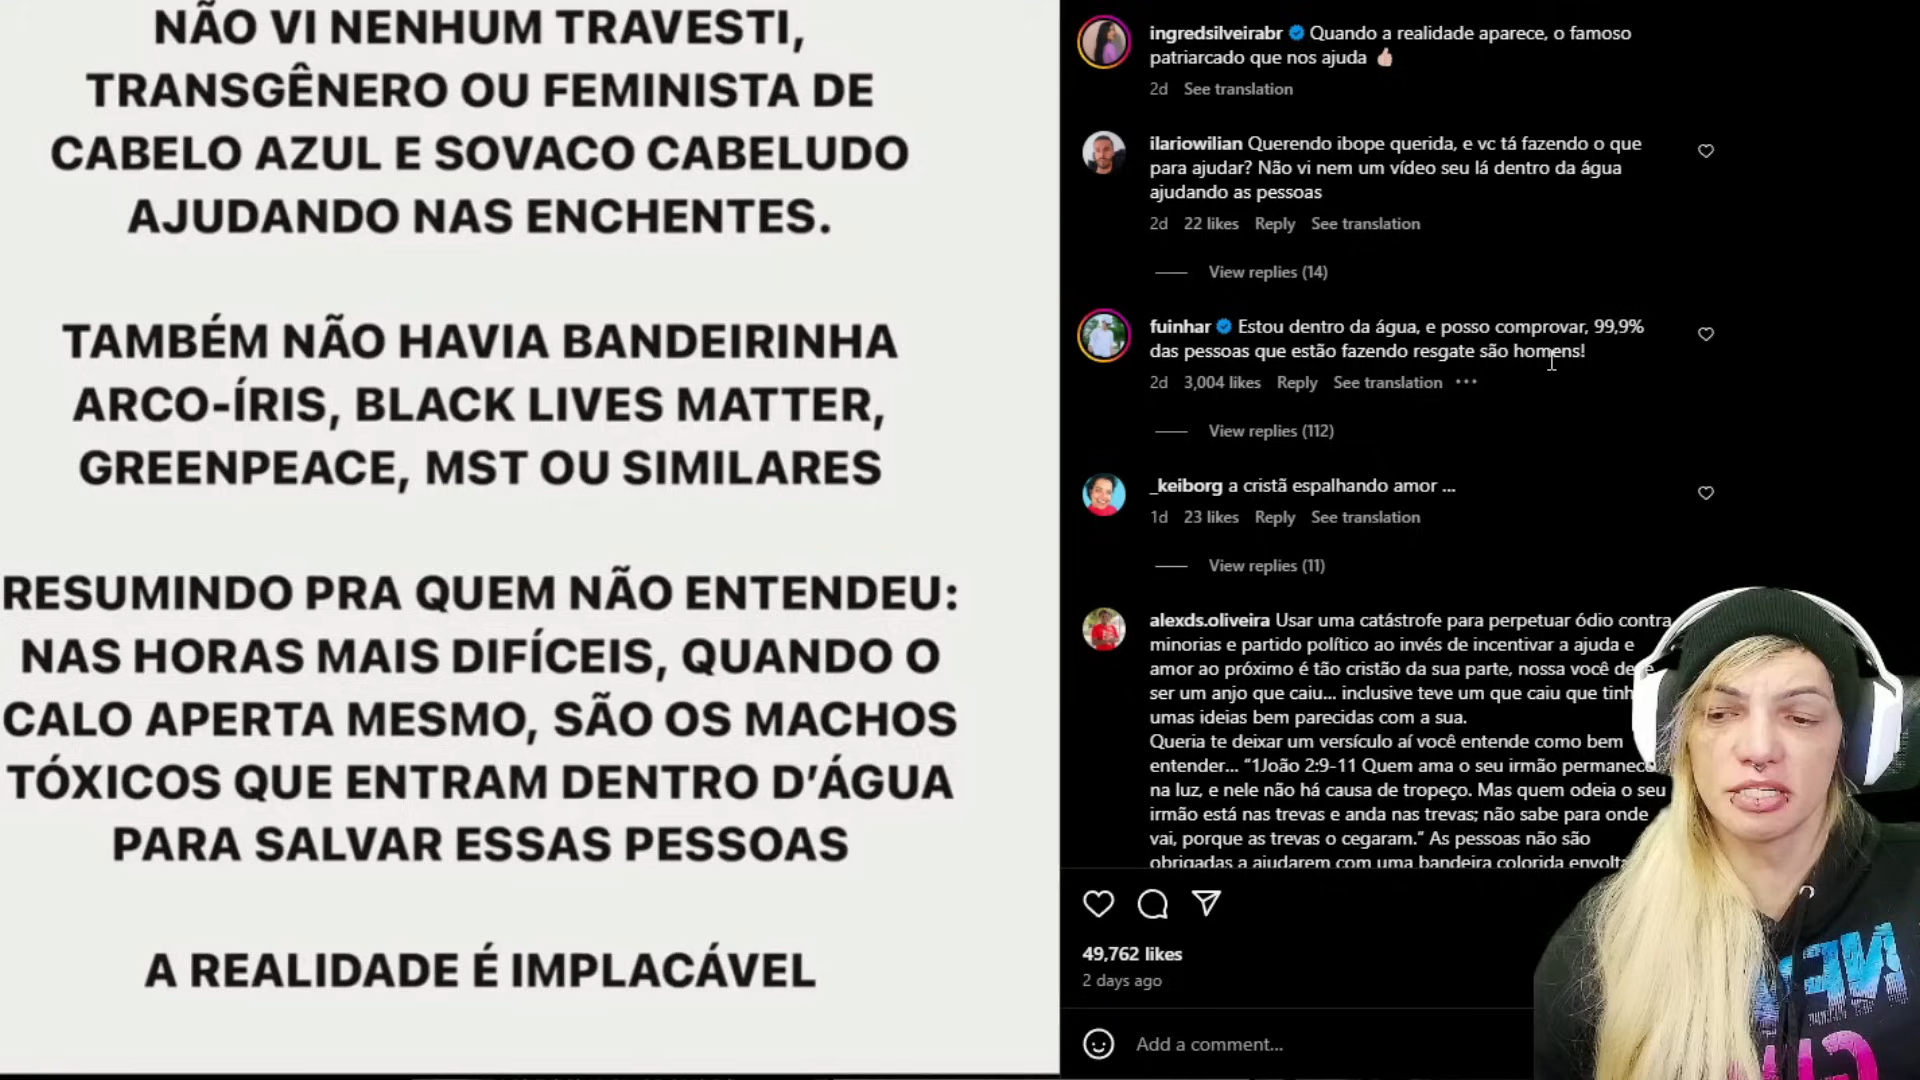 NÃO VI NENHUM TRAVESTI,
TRANSGÊNERO OU FEMINISTA DE
CABELO AZUL E SOVACO CABELUDO
AJUDANDO NAS ENCHENTES.
TAMBÉM NÃO HAVIA BANDEIRINHA
ARCO-ÍRIS, BLACK LIVES MATTER,
GREENPEACE, MST OU SIMILARES
RESUMINDO PRA QUEM NÃO ENTENDEU:
NAS HORAS MAIS DIFÍCEIS, QUANDO O
CALO APERTA MESMO, SÃO OS MACHOS
TÓXICOS QUE ENTRAM DENTRO D’ÁGUA
PARA SALVAR ESSAS PESSOAS
A REALIDADE É IMPLACÁVEL
ingredsilveirabr Quando a realidade aparece, o famoso
patriarcado que nos ajuda 👍🏻
2d See translation
ilariowilian Querendo ibope querida, e vc tá fazendo o que
para ajudar? Não vi nem um vídeo seu lá dentro da água
ajudando as pessoas
2d 22 likes Reply See translation
View replies (14)
fuinhar Estou dentro da água, e posso comprovar, 99,9%
das pessoas que estão fazendo resgate são homens!
2d 3,004 likes Reply See translation ...
View replies (112)
_keiborg a cristã espalhando amor ...
1d 23 likes Reply See translation
View replies (11)
alexds.oliveira Usar uma catástrofe para perpetuar ódio contra
minorias e partido político ao invés de incentivar a ajuda e
amor ao próximo é tão cristão da sua parte, nossa você
ser um anjo que caiu... inclusive teve um que caiu que
umas ideias bem parecidas com a sua.
Queria te deixar um versículo aí você entende como bem
entender... “1João 2:9-11 Quem ama o seu irmão permanece
na luz, e nele não há causa de tropeço. Mas quem odeia o seu
irmão está nas trevas e anda nas trevas; não sabe para onde
vai, porque as trevas o cegaram.” As pessoas não são
obrigadas a ajudarem com uma bandeira colorida
49,762 likes
2 days ago
Add a comment...